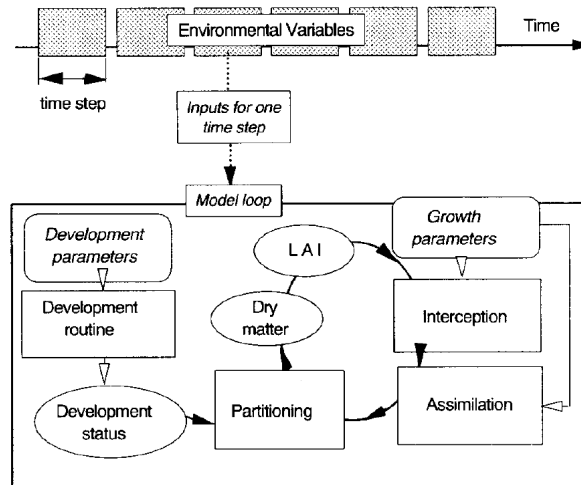 Environmental Variables
Time
time step
Inputs for one
time step
Model loop
Development
parameters
Growth
parameters
L A I
Development
routine
Dry
matter
Interception
Development
status
Partitioning
Assimilation